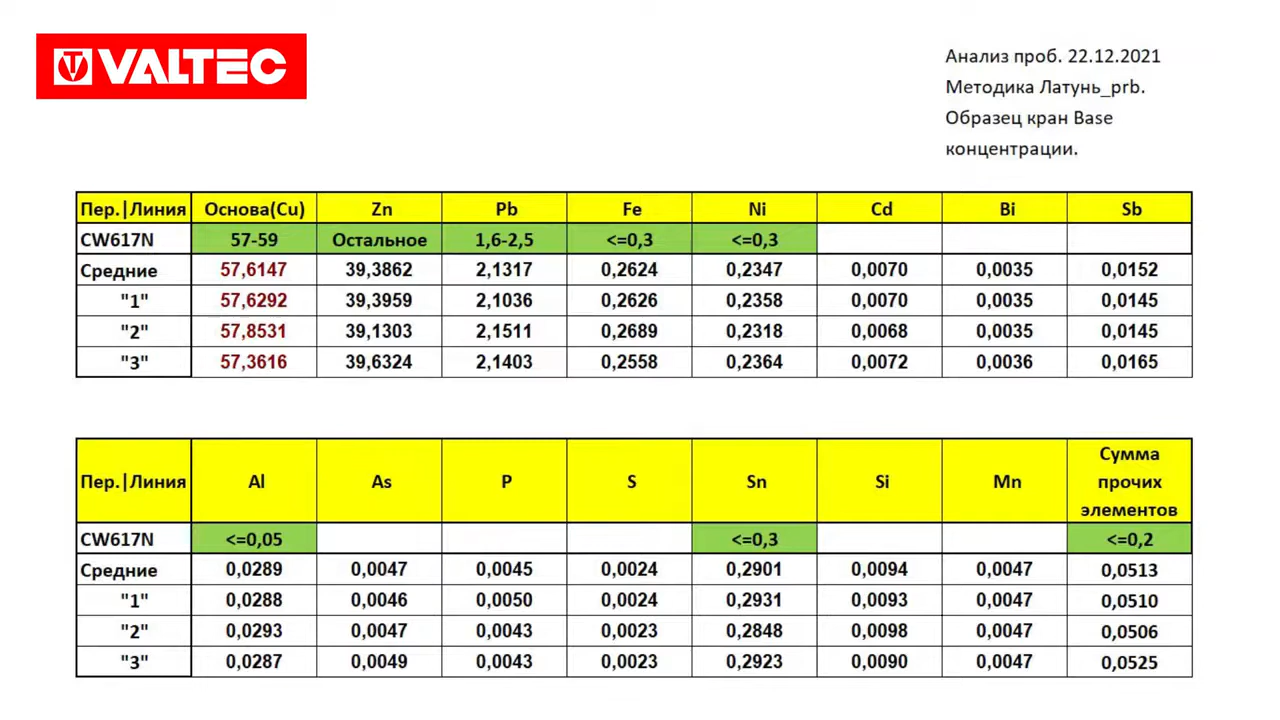 VALTEC
Анализ проб. 22.12.2021
Методика Латунь_prb.
Образец кран Base
концентрации.
Пер.|Линия Основа(Cu) Zn Pb Fe Ni Cd Bi Sb
CW617N 57-59 Остальное 1,6-2,5 <=0,3 <=0,3
Средние 57,6147 39,3862 2,1317 0,2624 0,2347 0,0070 0,0035 0,0152
"1" 57,6292 39,3959 2,1036 0,2626 0,2358 0,0070 0,0035 0,0145
"2" 57,8531 39,1303 2,1511 0,2689 0,2318 0,0068 0,0035 0,0145
"3" 57,3616 39,6324 2,1403 0,2558 0,2364 0,0072 0,0036 0,0165
Пер.|Линия Al As P S Sn Si Mn Сумма
прочих
элементов
CW617N <=0,05 <=0,3 <=0,2
Средние 0,0289 0,0047 0,0045 0,0024 0,2901 0,0094 0,0047 0,0513
"1" 0,0288 0,0046 0,0050 0,0024 0,2931 0,0093 0,0047 0,0510
"2" 0,0293 0,0047 0,0043 0,0023 0,2848 0,0098 0,0047 0,0506
"3" 0,0287 0,0049 0,0043 0,0023 0,2923 0,0090 0,0047 0,0525